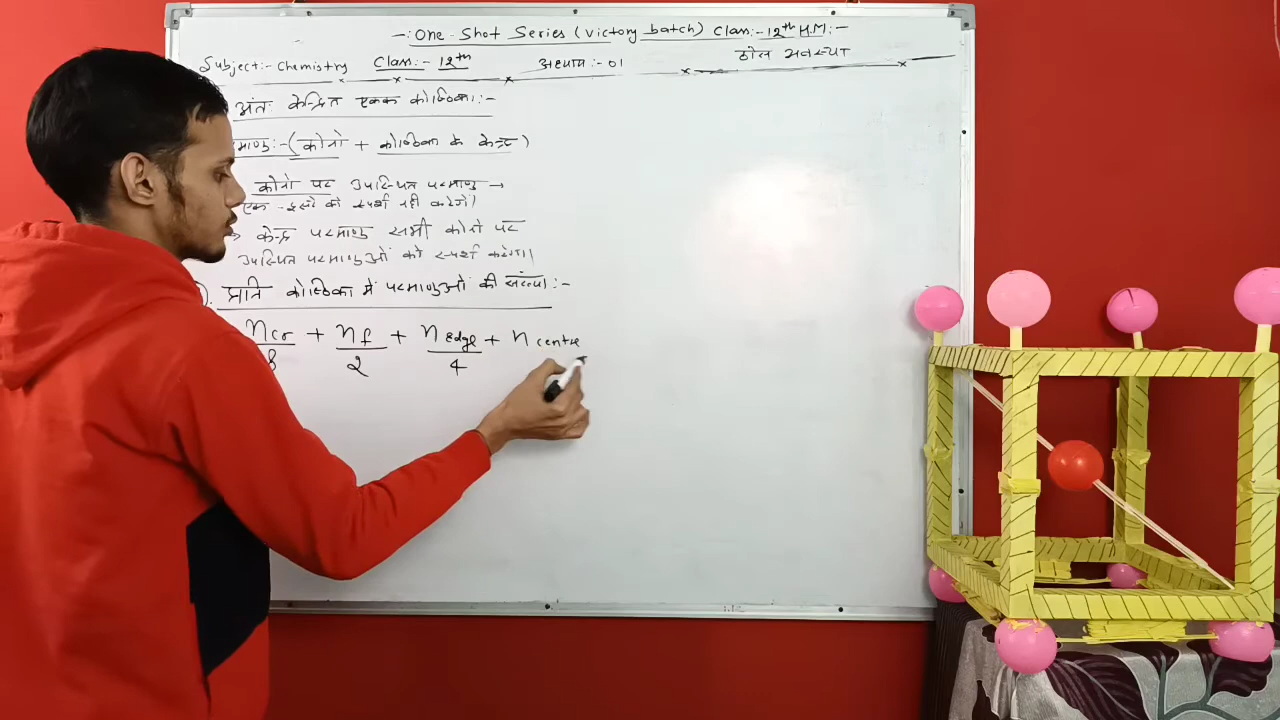 -: One-Shot Series (Victory batch) Class:- 12th H.M:-
Subject:- Chemistry Class:- 12th अध्याय :- 01 ठोस अवस्था
अंतः केन्द्रित एकक कोष्ठिका:-
माणु:- (कोनो + कोष्ठिका के केन्द्र)
कोनो पर उपस्थित परमाणु →
एक-दूसरे को स्पर्श नही करेगें।
→ केन्द्र परमाणु सभी कोनो पर
उपस्थित परमाणुओं को स्पर्श करेगा।
प्रति कोष्ठिका में परमाणुओ की संख्या :-
ncr/8 + nf/2 + nEdge/4 + ncentre